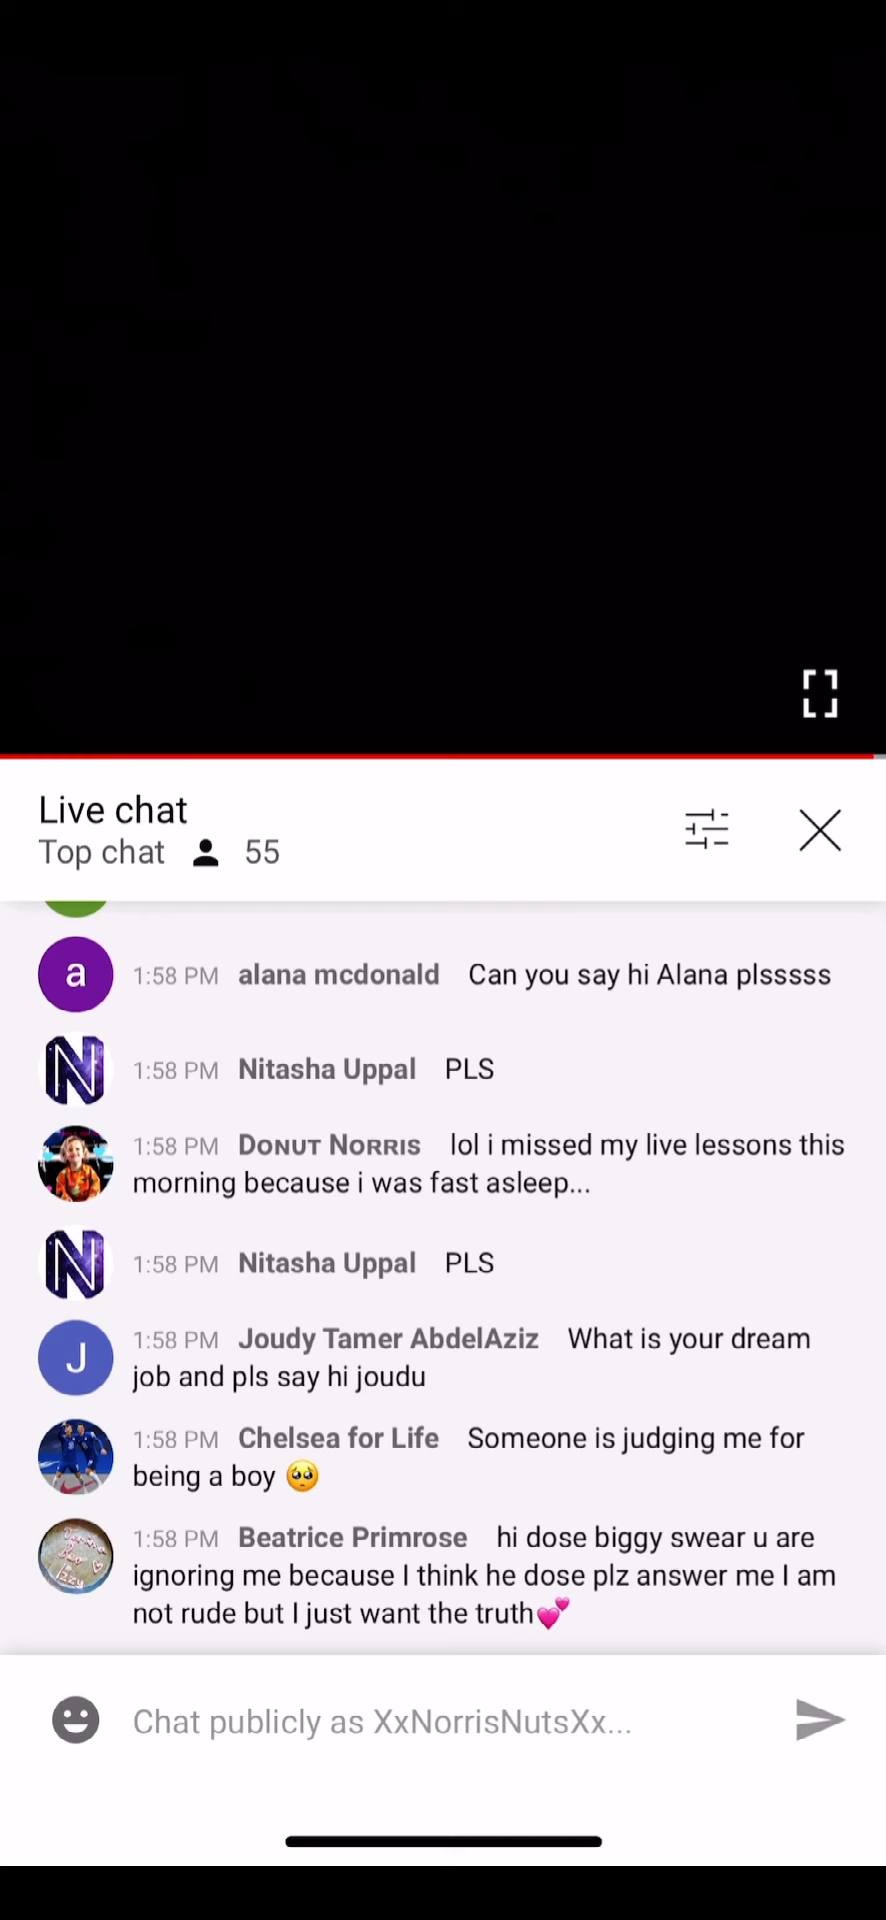 Live chat
Top chat 55
a 1:58 PM alana mcdonald Can you say hi Alana plsssss
N 1:58 PM Nitasha Uppal PLS
1:58 PM Donut Norris lol i missed my live lessons this
morning because i was fast asleep...
N 1:58 PM Nitasha Uppal PLS
J 1:58 PM Joudy Tamer AbdelAziz What is your dream
job and pls say hi joudu
1:58 PM Chelsea for Life Someone is judging me for
being a boy 🥺
1:58 PM Beatrice Primrose hi dose biggy swear u are
ignoring me because I think he dose plz answer me I am
not rude but I just want the truth💕
Chat publicly as XxNorrisNutsXx...